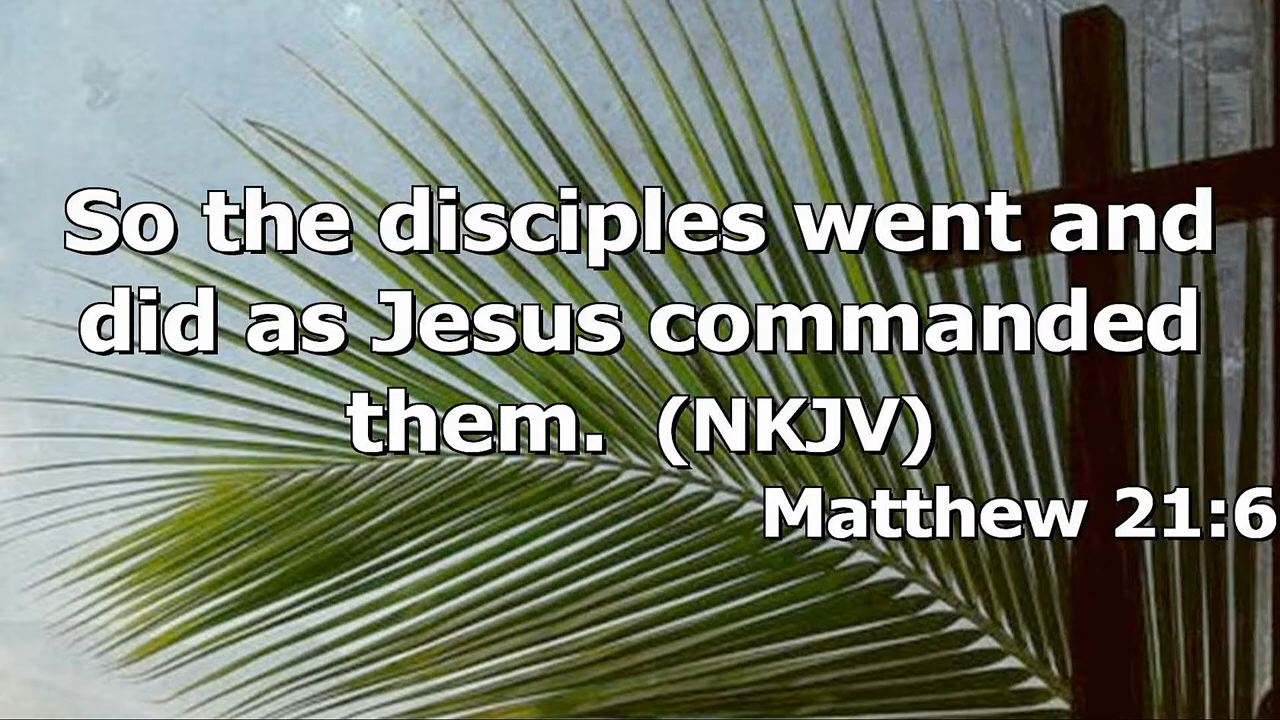 So the disciples went and
did as Jesus commanded
them. (NKJV)
Matthew 21:6